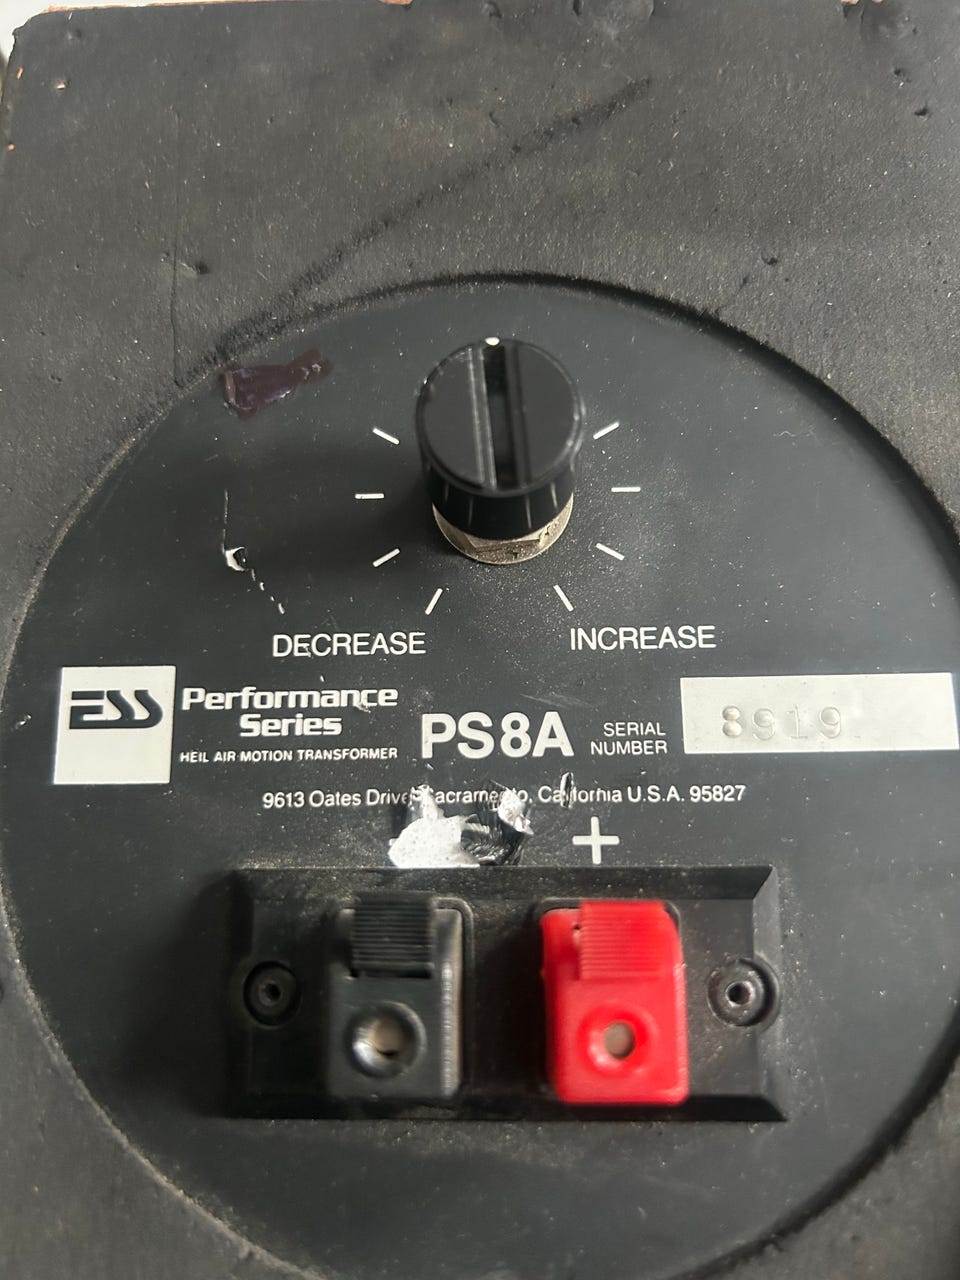 DECREASE INCREASE
ESS Performance Series
HEIL AIR MOTION TRANSFORMER
PS8A
SERIAL NUMBER 8919
9613 Oates Drive, Sacramento, California U.S.A. 95827
+